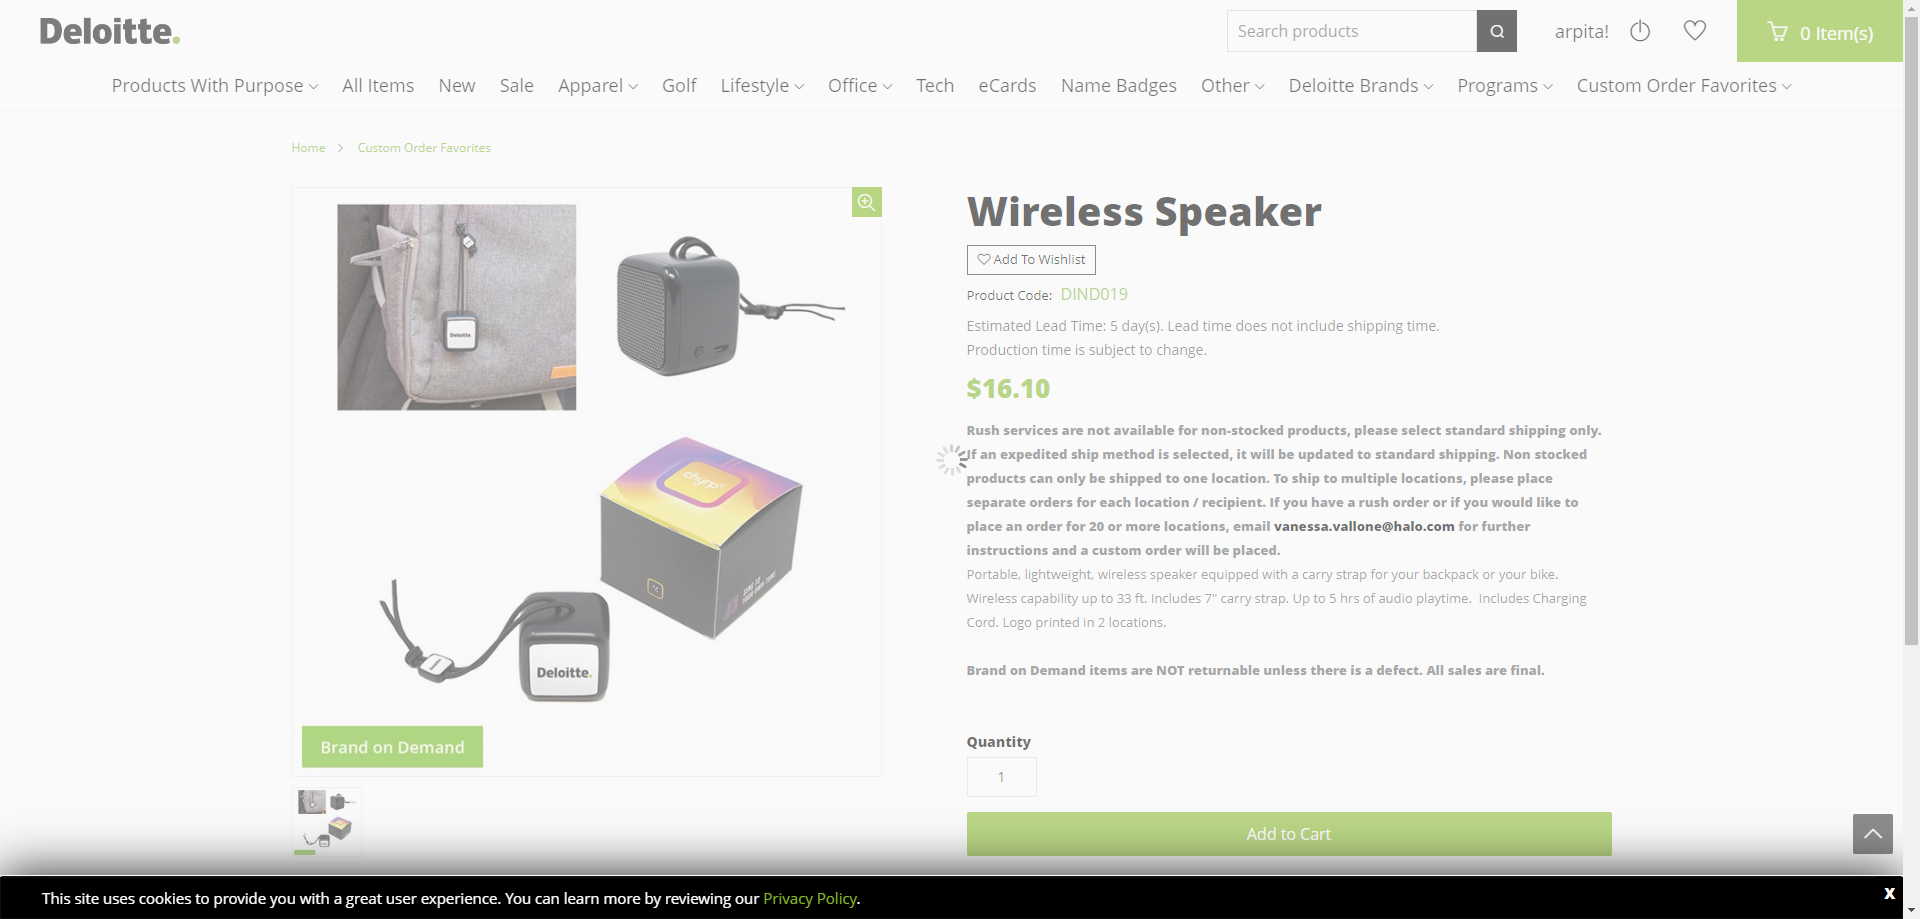 Deloitte.
Search products
arpita!
0 Item(s)
Products With Purpose
All Items
New
Sale
Apparel
Golf
Lifestyle
Office
Tech
eCards
Name Badges
Other
Deloitte Brands
Programs
Custom Order Favorites
Home
Custom Order Favorites
Deloitte.
chyrp
Deloitte.
Brand on Demand
Wireless Speaker
Add To Wishlist
Product Code: DIND019
Estimated Lead Time: 5 day(s). Lead time does not include shipping time.
Production time is subject to change.
$16.10
Rush services are not available for non-stocked products, please select standard shipping only.
If an expedited ship method is selected, it will be updated to standard shipping. Non stocked
products can only be shipped to one location. To ship to multiple locations, please place
separate orders for each location / recipient. If you have a rush order or if you would like to
place an order for 20 or more locations, email vanessa.vallone@halo.com for further
instructions and a custom order will be placed.
Portable, lightweight, wireless speaker equipped with a carry strap for your backpack or your bike.
Wireless capability up to 33 ft. Includes 7" carry strap. Up to 5 hrs of audio playtime. Includes Charging
Cord. Logo printed in 2 locations.
Brand on Demand items are NOT returnable unless there is a defect. All sales are final.
Quantity
1
Add to Cart
This site uses cookies to provide you with a great user experience. You can learn more by reviewing our Privacy Policy.
X